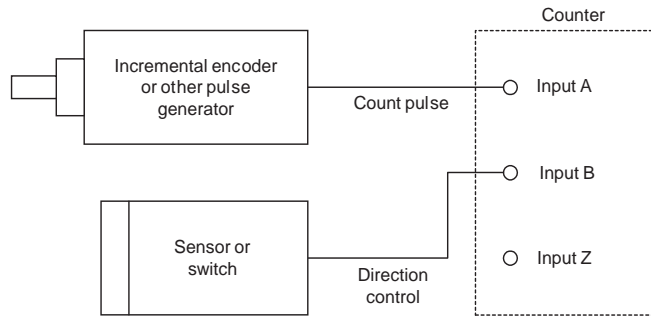 Counter
Incremental encoder
or other pulse
generator
Count pulse
Input A
Input B
Sensor or
switch
Direction
control
Input Z